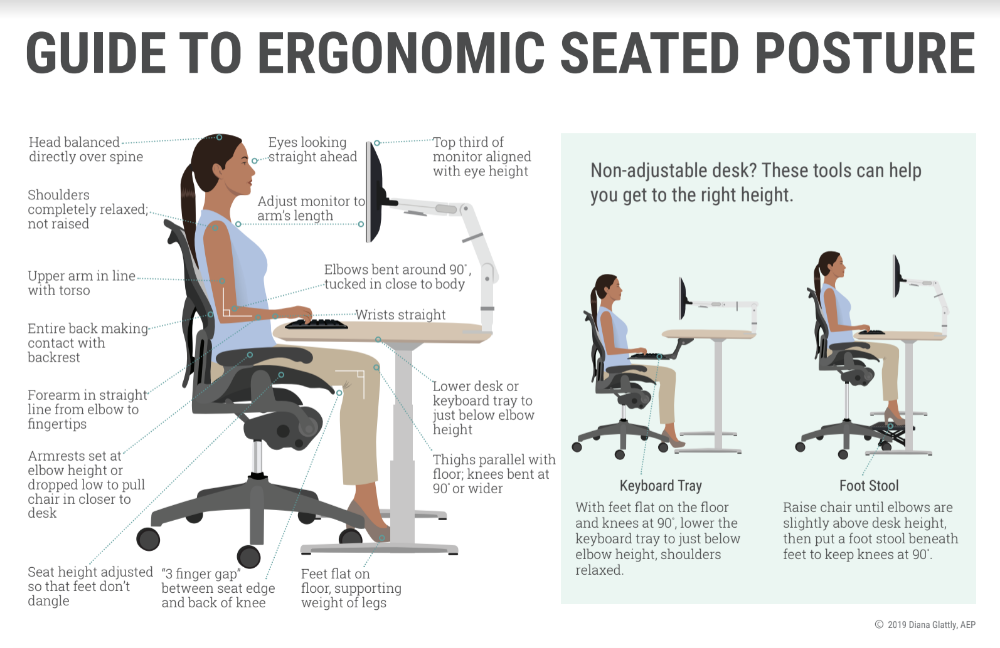 GUIDE TO ERGONOMIC SEATED POSTURE
Head balanced
directly over spine
Eyes looking
straight ahead
Top third of
monitor aligned
with eye height
Shoulders
completely relaxed;
not raised
Adjust monitor to
arm's length
Upper arm in line
with torso
Elbows bent around 90°,
tucked in close to body
Wrists straight
Entire back making
contact with
backrest
Forearm in straight
line from elbow to
fingertips
Lower desk or
keyboard tray to
just below elbow
height
Armrests set at
elbow height or
dropped low to pull
chair in closer to
desk
Thighs parallel with
floor; knees bent at
90° or wider
Seat height adjusted
so that feet don't
dangle
"3 finger gap"
between seat edge
and back of knee
Feet flat on
floor, supporting
weight of legs
Non-adjustable desk? These tools can help
you get to the right height.
Keyboard Tray
With feet flat on the floor
and knees at 90°, lower the
keyboard tray to just below
elbow height, shoulders
relaxed.
Foot Stool
Raise chair until elbows are
slightly above desk height,
then put a foot stool beneath
feet to keep knees at 90°.
© 2019 Diana Glattly, AEP